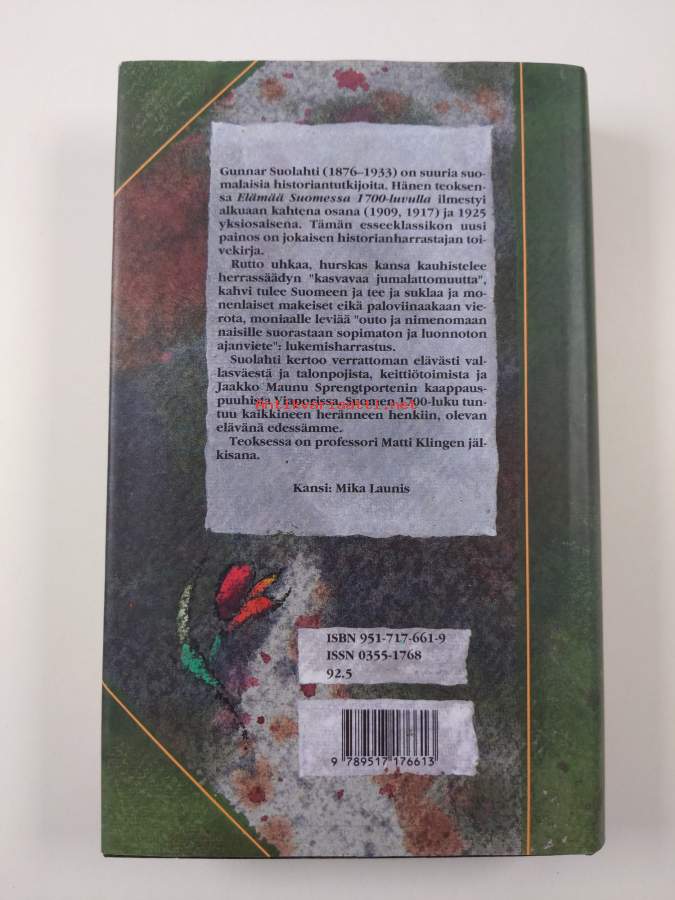 Gunnar Suolahti (1876–1933) on suuria suo-
malaisia historiantutkijoita. Hänen teoksen-
sa Elämää Suomessa 1700-luvulla ilmestyi
alkuaan kahtena osana (1909, 1917) ja 1925
yksiosaisena. Tämän esseeklassikon uusi
painos on jokaisen historianharrastajan toi-
vekirja.
Rutto uhkaa, hurskas kansa kauhistelee
herrassäädyn "kasvavaa jumalattomuutta",
kahvi tulee Suomeen ja tee ja suklaa ja mo-
nenlaiset makeiset eikä paloviinaakaan vie-
rota, moniaalle leviää "outo ja nimenomaan
naisille suorastaan sopimaton ja luonnoton
ajanviete": lukemisharrastus.
Suolahti kertoo verrattoman elävästi val-
lasväestä ja talonpojista, keittiötoimista ja
Jaakko Maunu Sprengtportenin kaappaus-
puuhista Viaporissa. Suomen 1700-luku tun-
antikvariaatti.net
tuu kaikkineen heränneen henkiin, olevan
elävänä edessämme.
Teoksessa on professori Matti Klingen jäl-
kisana.
Kansi: Mika Launis
ISBN 951-717-661-9
ISSN 0355-1768
92.5
9 789517 176613